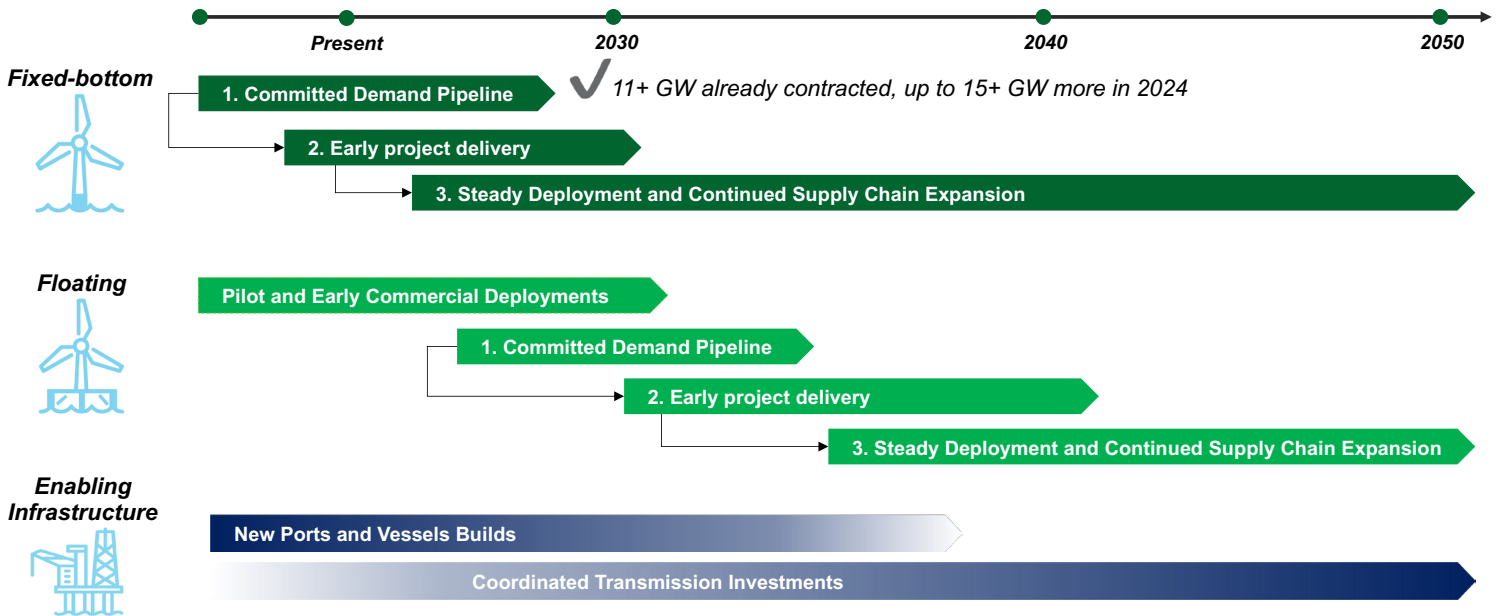 Present
2030
2040
2050
Fixed-bottom
1. Committed Demand Pipeline
11+ GW already contracted, up to 15+ GW more in 2024
2. Early project delivery
3. Steady Deployment and Continued Supply Chain Expansion
Floating
Pilot and Early Commercial Deployments
1. Committed Demand Pipeline
2. Early project delivery
3. Steady Deployment and Continued Supply Chain Expansion
Enabling
Infrastructure
New Ports and Vessels Builds
Coordinated Transmission Investments